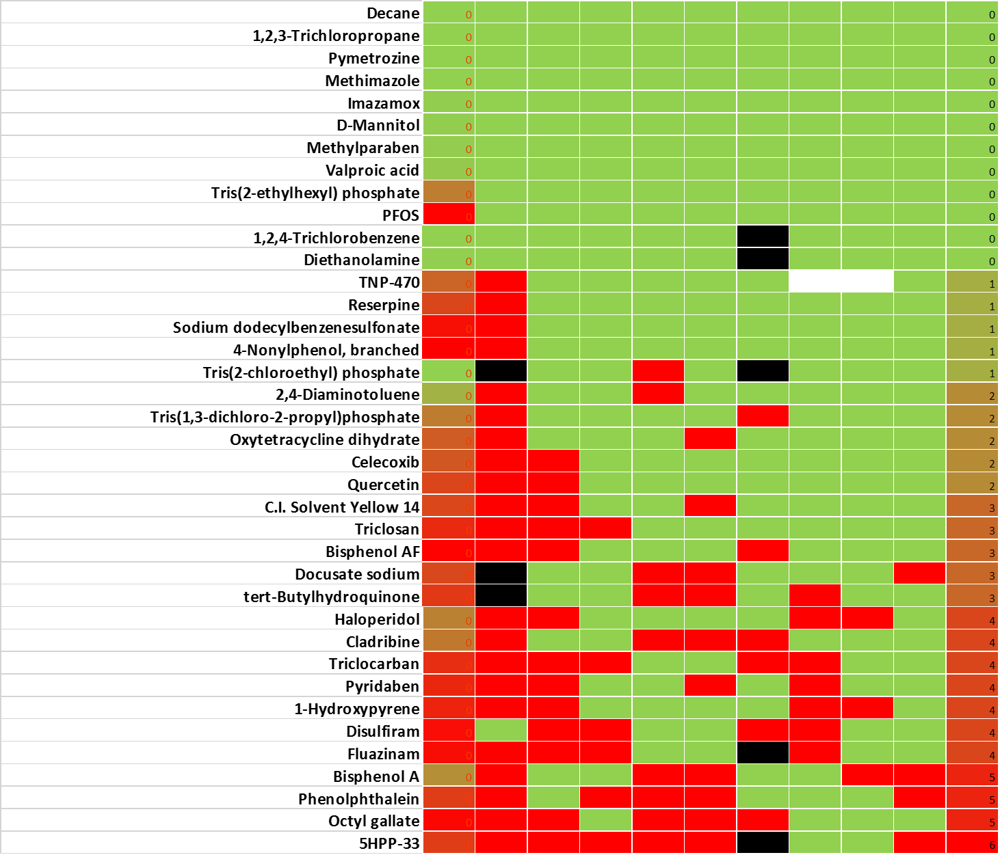 Decane 0 0
1,2,3-Trichloropropane 0 0
Pymetrozine 0 0
Methimazole 0 0
Imazamox 0 0
D-Mannitol 0 0
Methylparaben 0 0
Valproic acid 0 0
Tris(2-ethylhexyl) phosphate 0 0
PFOS 0 0
1,2,4-Trichlorobenzene 0 0
Diethanolamine 0 0
TNP-470 0 1
Reserpine 0 1
Sodium dodecylbenzenesulfonate 0 1
4-Nonylphenol, branched 0 1
Tris(2-chloroethyl) phosphate 0 1
2,4-Diaminotoluene 0 2
Tris(1,3-dichloro-2-propyl)phosphate 0 2
Oxytetracycline dihydrate 0 2
Celecoxib 0 2
Quercetin 0 2
C.I. Solvent Yellow 14 0 3
Triclosan 0 3
Bisphenol AF 0 3
Docusate sodium 0 3
tert-Butylhydroquinone 0 3
Haloperidol 0 4
Cladribine 0 4
Triclocarban 0 4
Pyridaben 0 4
1-Hydroxypyrene 0 4
Disulfiram 0 4
Fluazinam 0 4
Bisphenol A 0 5
Phenolphthalein 0 5
Octyl gallate 0 5
5HPP-33 0 6